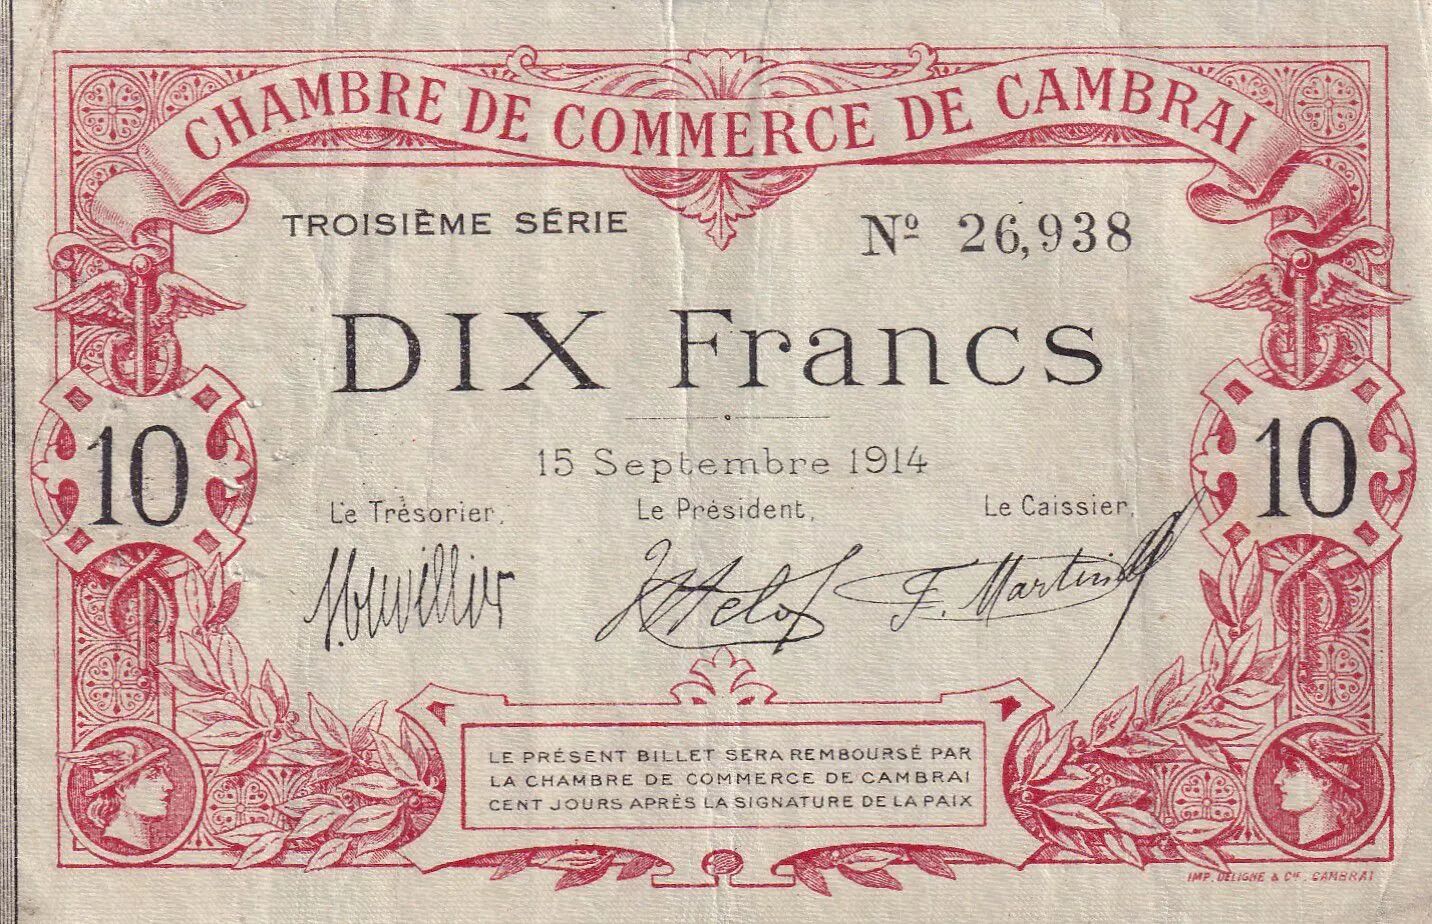 CHAMBRE DE COMMERCE DE CAMBRAI
TROISIÈME SÉRIE Nº 26,938
DIX Francs
15 Septembre 1914
10 10
Le Trésorier, Le Président, Le Caissier,
F. Martin
LE PRÉSENT BILLET SERA REMBOURSÉ PAR
LA CHAMBRE DE COMMERCE DE CAMBRAI
CENT JOURS APRÈS LA SIGNATURE DE LA PAIX
IMP. DELIGNE & Cie. CAMBRAI